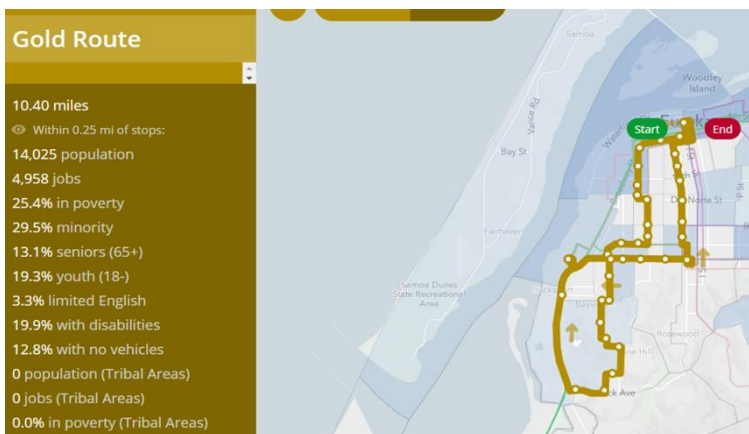 Gold Route
10.40 miles
Within 0.25 mi of stops:
14,025 population
4,958 jobs
25.4% in poverty
29.5% minority
13.1% seniors (65+)
19.3% youth (18-)
3.3% limited English
19.9% with disabilities
12.8% with no vehicles
0 population (Tribal Areas)
0 jobs (Tribal Areas)
0.0% in poverty (Tribal Areas)
Samoa
Woodley
Island
Vance Rd
Start
End
Bay St
Fairhaven
P St
Samoa Dunes
State Recreational
Area
Rosewood
ck Ave